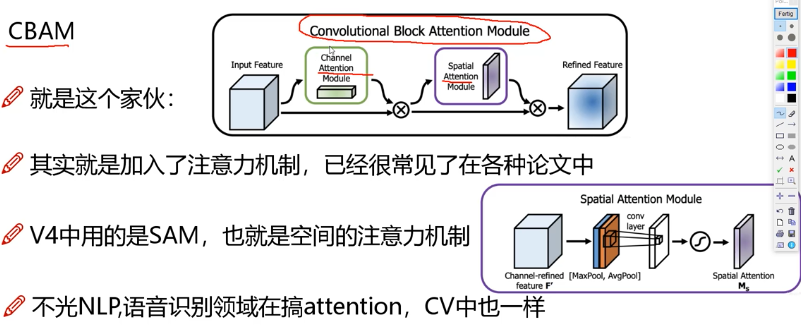 CBAM
Convolutional Block Attention Module
Input Feature
Channel
Attention
Module
Spatial
Attention
Module
Refined Feature
就是这个家伙：
其实就是加入了注意力机制，已经很常见了在各种论文中
V4中用的是SAM，也就是空间的注意力机制
Spatial Attention Module
conv
layer
Channel-refined
feature F'
[MaxPool, AvgPool]
Spatial Attention
Ms
不光NLP,语音识别领域在搞attention,CV中也一样
Fertig
A